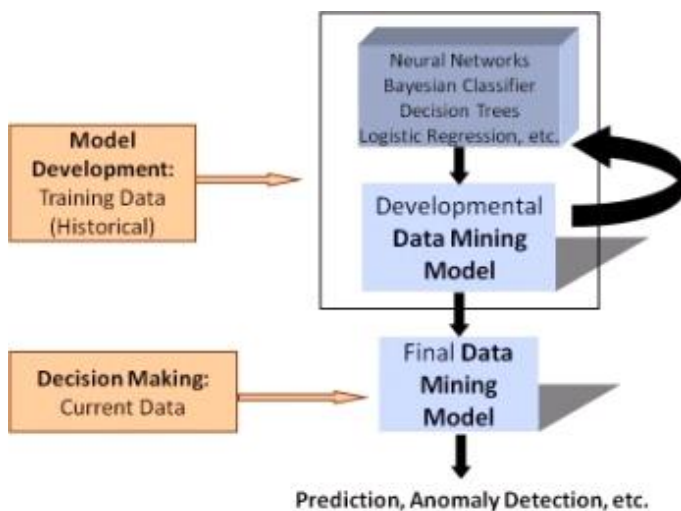 Neural Networks
Bayesian Classifier
Decision Trees
Logistic Regression, etc.
Model
Development:
Training Data
(Historical)
Developmental
Data Mining
Model
Decision Making:
Current Data
Final Data
Mining
Model
Prediction, Anomaly Detection, etc.